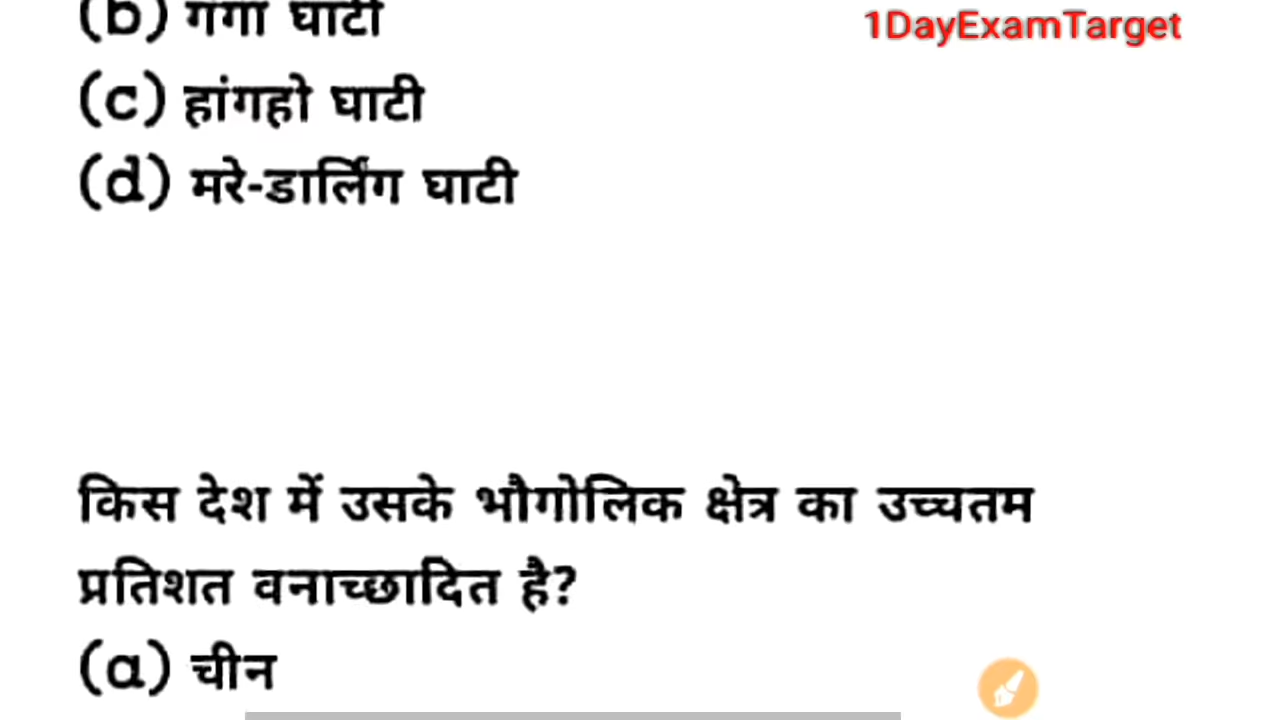 (b) गंगा घाटी
1DayExamTarget
(c) हांगहो घाटी
(d) मरे-डार्लिंग घाटी
किस देश में उसके भौगोलिक क्षेत्र का उच्चतम
प्रतिशत वनाच्छादित है?
(a) चीन